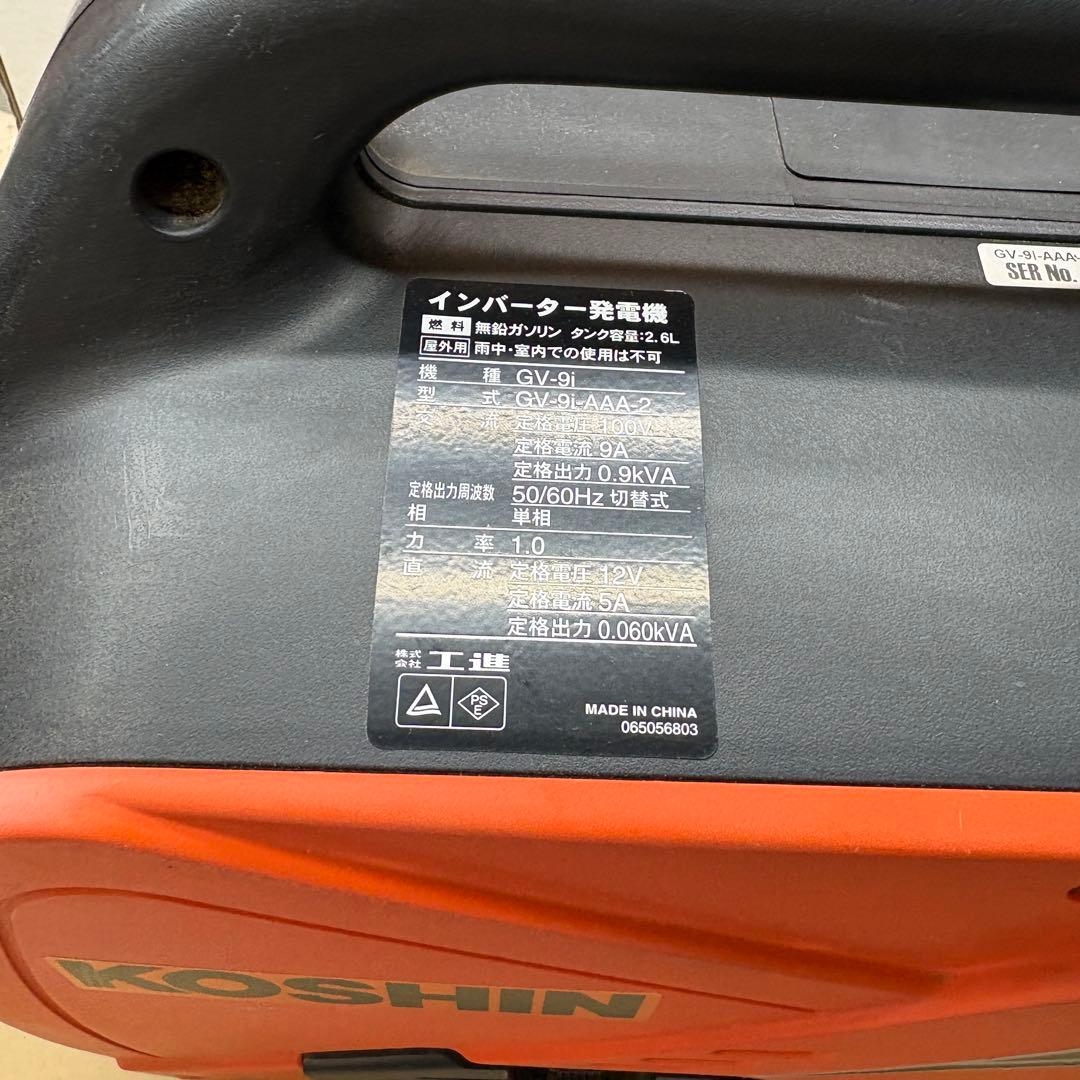 GV-9I-AAA-
SER No.
インバーター発電機
燃料 無鉛ガソリン タンク容量:2.6L
屋外用 雨中・室内での使用は不可
機種 GV-9i
型式 GV-9i-AAA-2
交流 定格電圧 100V
定格電流 9A
定格出力 0.9kVA
定格出力周波数 50/60Hz 切替式
相 単相
力率 1.0
直流 定格電圧 12V
定格電流 5A
定格出力 0.060kVA
株式会社 工進
PS
E
MADE IN CHINA
065056803
KOSHIN